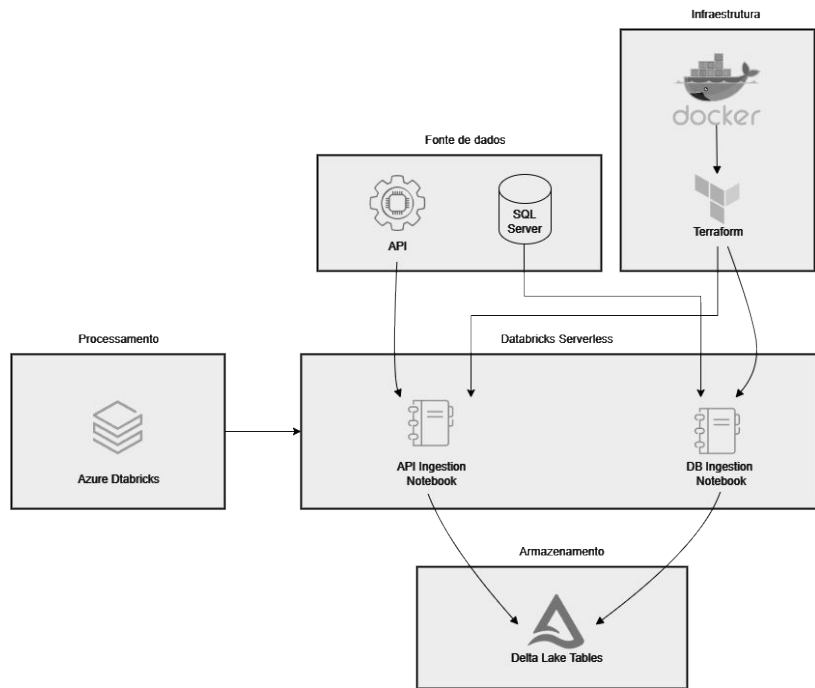 Infraestrutura
docker
Terraform
Fonte de dados
API
SQL
Server
Processamento
Azure Dtabricks
Databricks Serverless
API Ingestion
Notebook
DB Ingestion
Notebook
Armazenamento
Delta Lake Tables